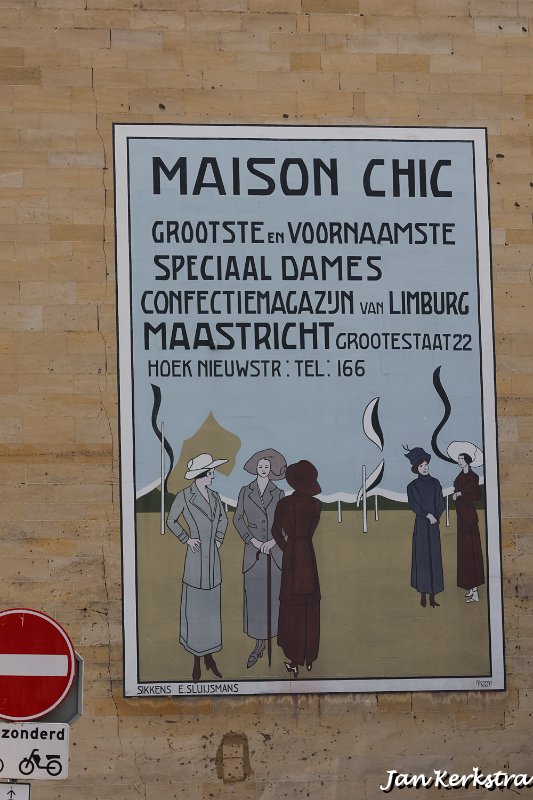 MAISON CHIC
GROOTSTE EN VOORNAAMSTE
SPECIAAL DAMES
CONFECTIEMAGAZIJN VAN LIMBURG
MAASTRICHT GROOTESTAAT 22
HOEK NIEUWSTR: TEL: 166
SIKKENS E.SLUIJSMANS
zonderd
Jan Kerkstra